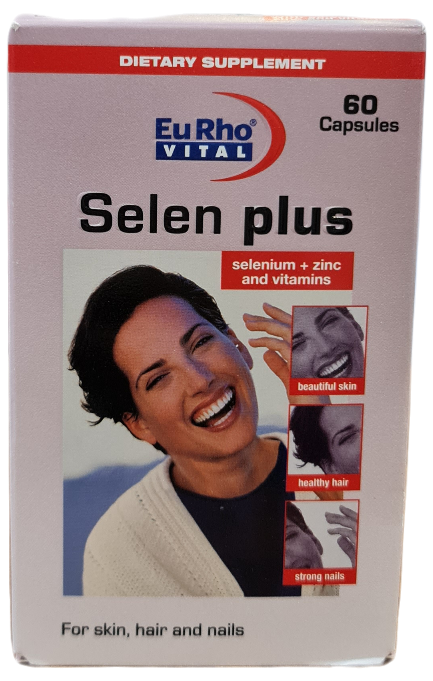 DIETARY SUPPLEMENT
60
Capsules
EuRho®
VITAL
Selen plus
selenium + zinc
and vitamins
beautiful skin
healthy hair
strong nails
For skin, hair and nails